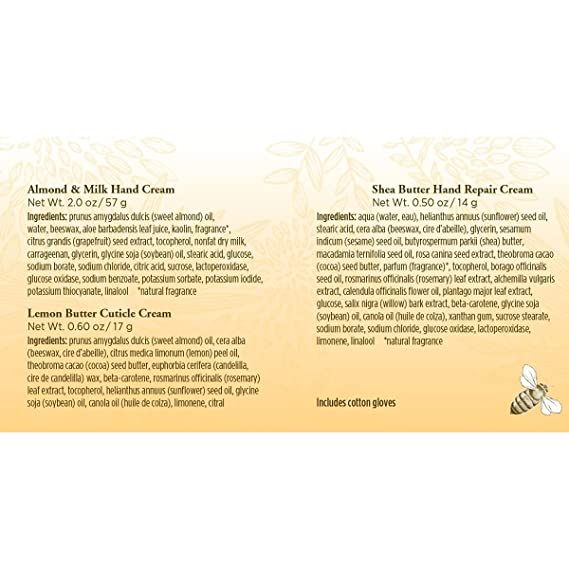 Almond & Milk Hand Cream
Net Wt. 2.0 oz/ 57 g
Ingredients: prunus amygdalus dulcis (sweet almond) oil,
water, beeswax, aloe barbadensis leaf juice, kaolin, fragrance*,
citrus grandis (grapefruit) seed extract, tocopherol, nonfat dry milk,
carrageenan, glycerin, glycine soja (soybean) oil, stearic acid, glucose,
sodium borate, sodium chloride, citric acid, sucrose, lactoperoxidase,
glucose oxidase, sodium benzoate, potassium sorbate, potassium iodide,
potassium thiocyanate, linalool *natural fragrance
Lemon Butter Cuticle Cream
Net Wt. 0.60 oz/ 17 g
Ingredients: prunus amygdalus dulcis (sweet almond) oil, cera alba
(beeswax, cire d'abeille), citrus medica limonum (lemon) peel oil,
theobroma cacao (cocoa) seed butter, euphorbia cerifera (candelilla,
cire de candelilla) wax, beta-carotene, rosmarinus officinalis (rosemary)
leaf extract, tocopherol, helianthus annuus (sunflower) seed oil, glycine
soja (soybean) oil, canola oil (huile de colza), limonene, citral
Shea Butter Hand Repair Cream
Net Wt. 0.50 oz/ 14 g
Ingredients: aqua (water, eau), helianthus annuus (sunflower) seed oil,
stearic acid, cera alba (beeswax, cire d'abeille), glycerin, sesamum
indicum (sesame) seed oil, butyrospermum parkii (shea) butter,
macadamia ternifolia seed oil, rosa canina seed extract, theobroma cacao
(cocoa) seed butter, parfum (fragrance)*, tocopherol, borago officinalis
seed oil, rosmarinus officinalis (rosemary) leaf extract, alchemilla vulgaris
extract, calendula officinalis flower oil, plantago major leaf extract,
glucose, salix nigra (willow) bark extract, beta-carotene, glycine soja
(soybean) oil, canola oil (huile de colza), xanthan gum, sucrose stearate,
sodium borate, sodium chloride, glucose oxidase, lactoperoxidase,
limonene, linalool *natural fragrance
Includes cotton gloves